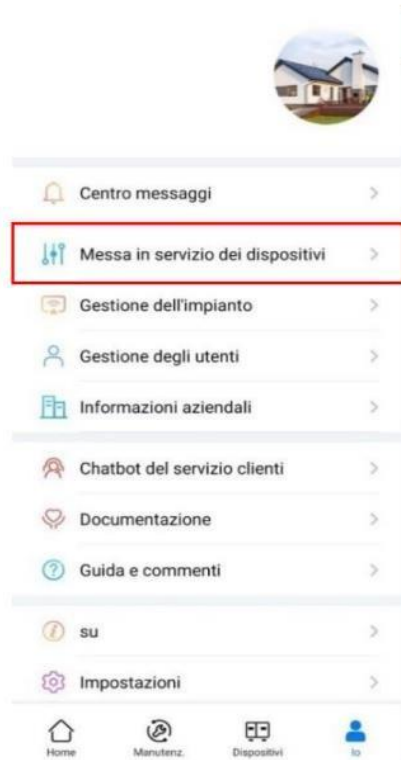 Centro messaggi
Messa in servizio dei dispositivi
Gestione dell'impianto
Gestione degli utenti
Informazioni aziendali
Chatbot del servizio clienti
Documentazione
Guida e commenti
su
Impostazioni
Home Manutenz. Dispositivi Io